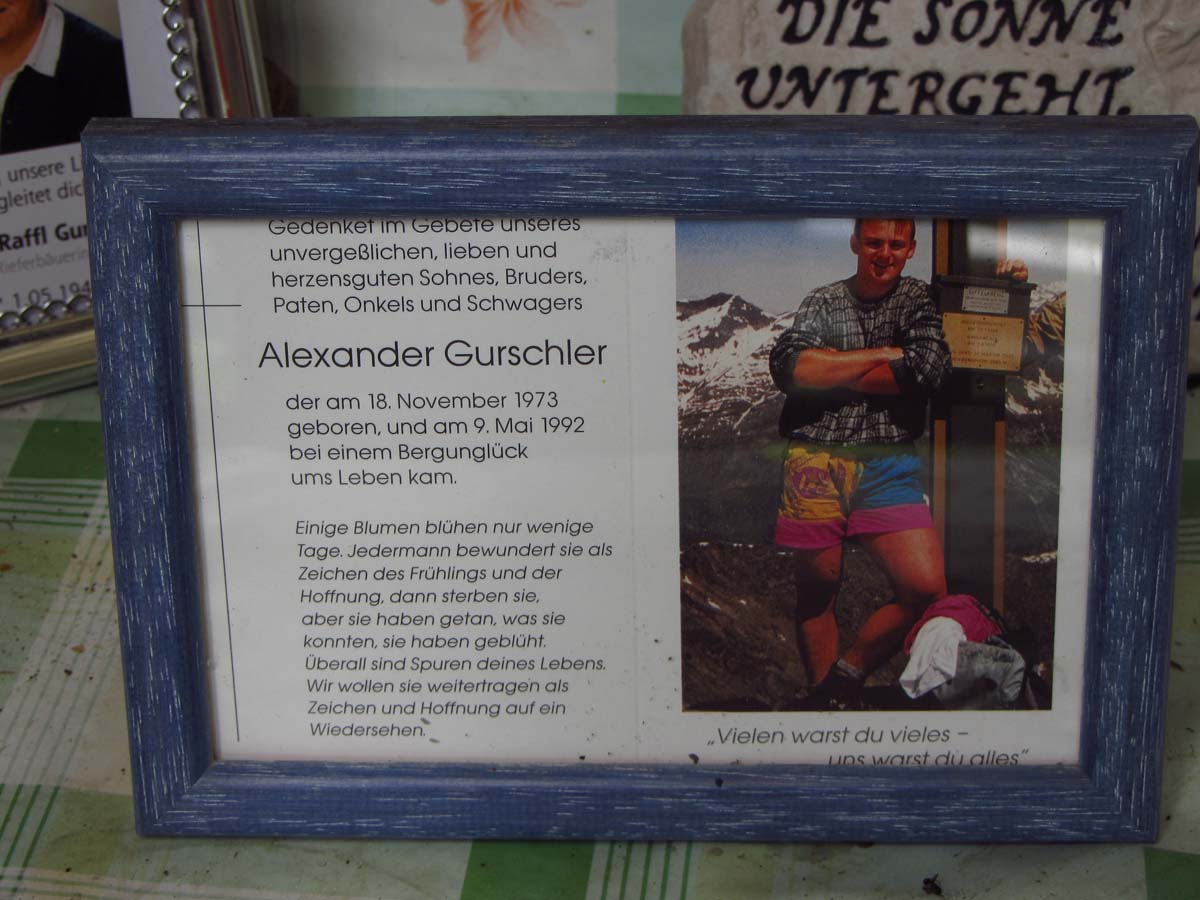 DIE SONNE
UNTERGEHT.
unsere
gleitet
Raffl
1.05
Gedenket im Gebete unseres
unvergeßlichen, lieben und
herzensguten Sohnes, Bruders,
Paten, Onkels und Schwagers
Alexander Gurschler
der am 18. November 1973
geboren, und am 9. Mai 1992
bei einem Bergunglück
ums Leben kam.
Einige Blumen blühen nur wenige
Tage. Jedermann bewundert sie als
Zeichen des Frühlings und der
Hoffnung, dann sterben sie,
aber sie haben getan, was sie
konnten, sie haben geblüht.
Überall sind Spuren deines Lebens.
Wir wollen sie weitertragen als
Zeichen und Hoffnung auf ein
Wiedersehen.
„Vielen warst du vieles –
uns warst du alles"